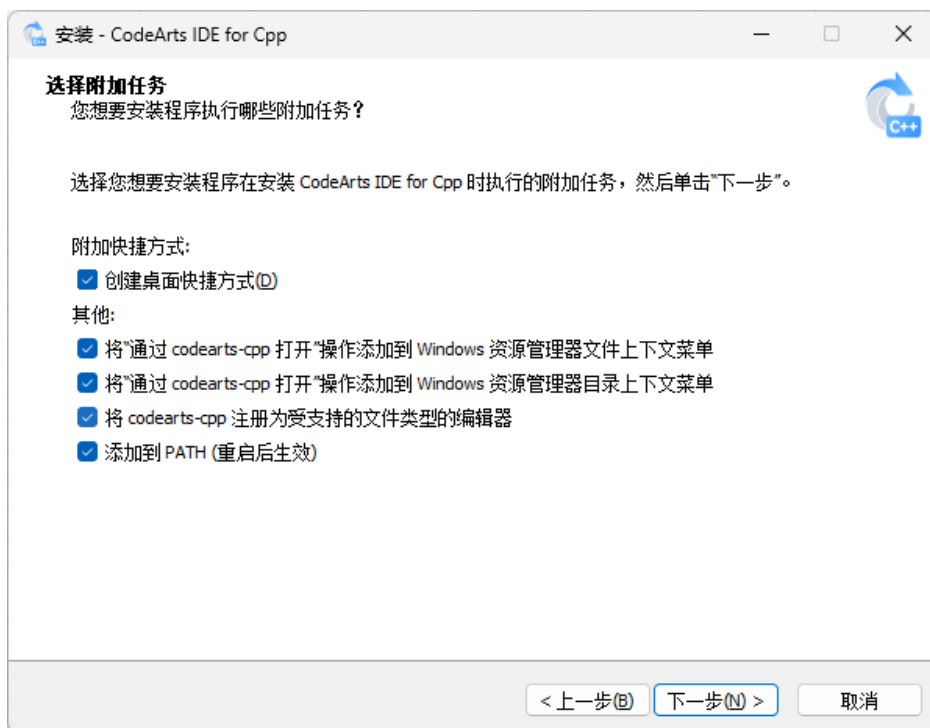 安装 - CodeArts IDE for Cpp
选择附加任务
您想要安装程序执行哪些附加任务？
C++
选择您想要安装程序在安装 CodeArts IDE for Cpp 时执行的附加任务，然后单击“下一步”。
附加快捷方式:
创建桌面快捷方式(D)
其他:
将“通过 codearts-cpp 打开”操作添加到 Windows 资源管理器文件上下文菜单
将“通过 codearts-cpp 打开”操作添加到 Windows 资源管理器目录上下文菜单
将 codearts-cpp 注册为受支持的文件类型的编辑器
添加到 PATH (重启后生效)
< 上一步(B) 下一步(N) > 取消